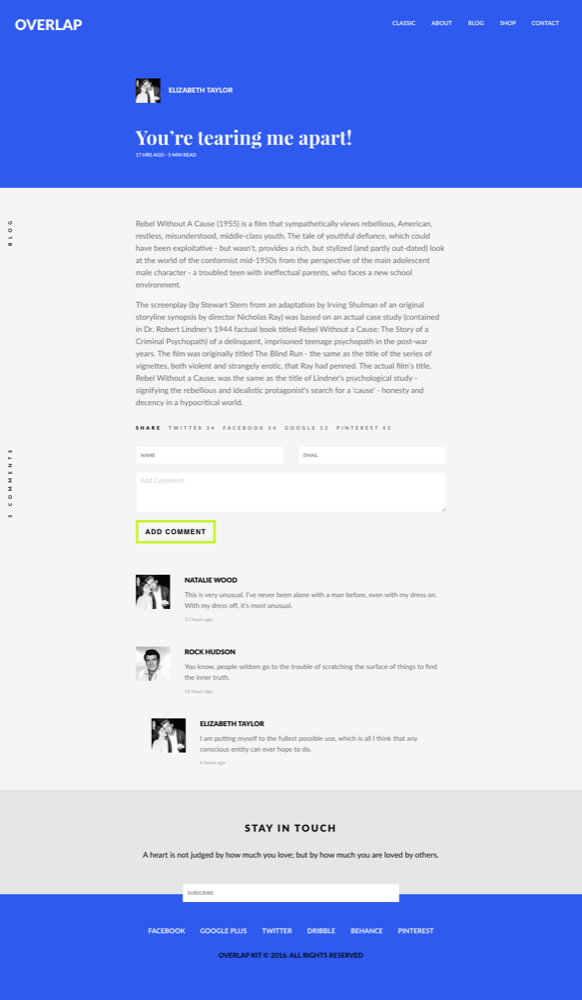 OVERLAP
CLASSIC ABOUT BLOG SHOP CONTACT
ELIZABETH TAYLOR
You're tearing me apart!
17 HRS AGO - 5 MIN READ
BLOG
Rebel Without A Cause (1955) is a film that sympathetically views rebellious, American,
restless, misunderstood, middle-class youth. The tale of youthful defiance, which could
have been exploitative - but wasn't, provides a rich, but stylized (and partly out-dated) look
at the world of the conformist mid-1950s from the perspective of the main adolescent
male character - a troubled teen with ineffectual parents, who faces a new school
environment.
The screenplay (by Stewart Stern from an adaptation by Irving Shulman of an original
storyline synopsis by director Nicholas Ray) was based on an actual case study (contained
in Dr. Robert Lindner's 1944 factual book titled Rebel Without a Cause: The Story of a
Criminal Psychopath) of a delinquent, imprisoned teenage psychopath in the post-war
years. The film was originally titled The Blind Run - the same as the title of the series of
vignettes, both violent and strangely erotic, that Ray had penned. The actual film's title,
Rebel Without a Cause, was the same as the title of Lindner's psychological study -
signifying the rebellious and idealistic protagonist's search for a 'cause' - honesty and
decency in a hypocritical world.
SHARE TWITTER 34 FACEBOOK 54 GOOGLE 12 PINTEREST 43
3 COMMENTS
NAME
EMAIL
Add Comment:
ADD COMMENT
NATALIE WOOD
This is very unusual. I've never been alone with a man before, even with my dress on.
With my dress off, it's most unusual.
17 hours ago
ROCK HUDSON
You know, people seldom go to the trouble of scratching the surface of things to find
the inner truth.
16 hours ago
ELIZABETH TAYLOR
I am putting myself to the fullest possible use, which is all I think that any
conscious entity can ever hope to do.
6 hours ago
STAY IN TOUCH
A heart is not judged by how much you love; but by how much you are loved by others.
SUBSCRIBE:
FACEBOOK GOOGLE PLUS TWITTER DRIBBLE BEHANCE PINTEREST
OVERLAP KIT © 2016. ALL RIGHTS RESERVED